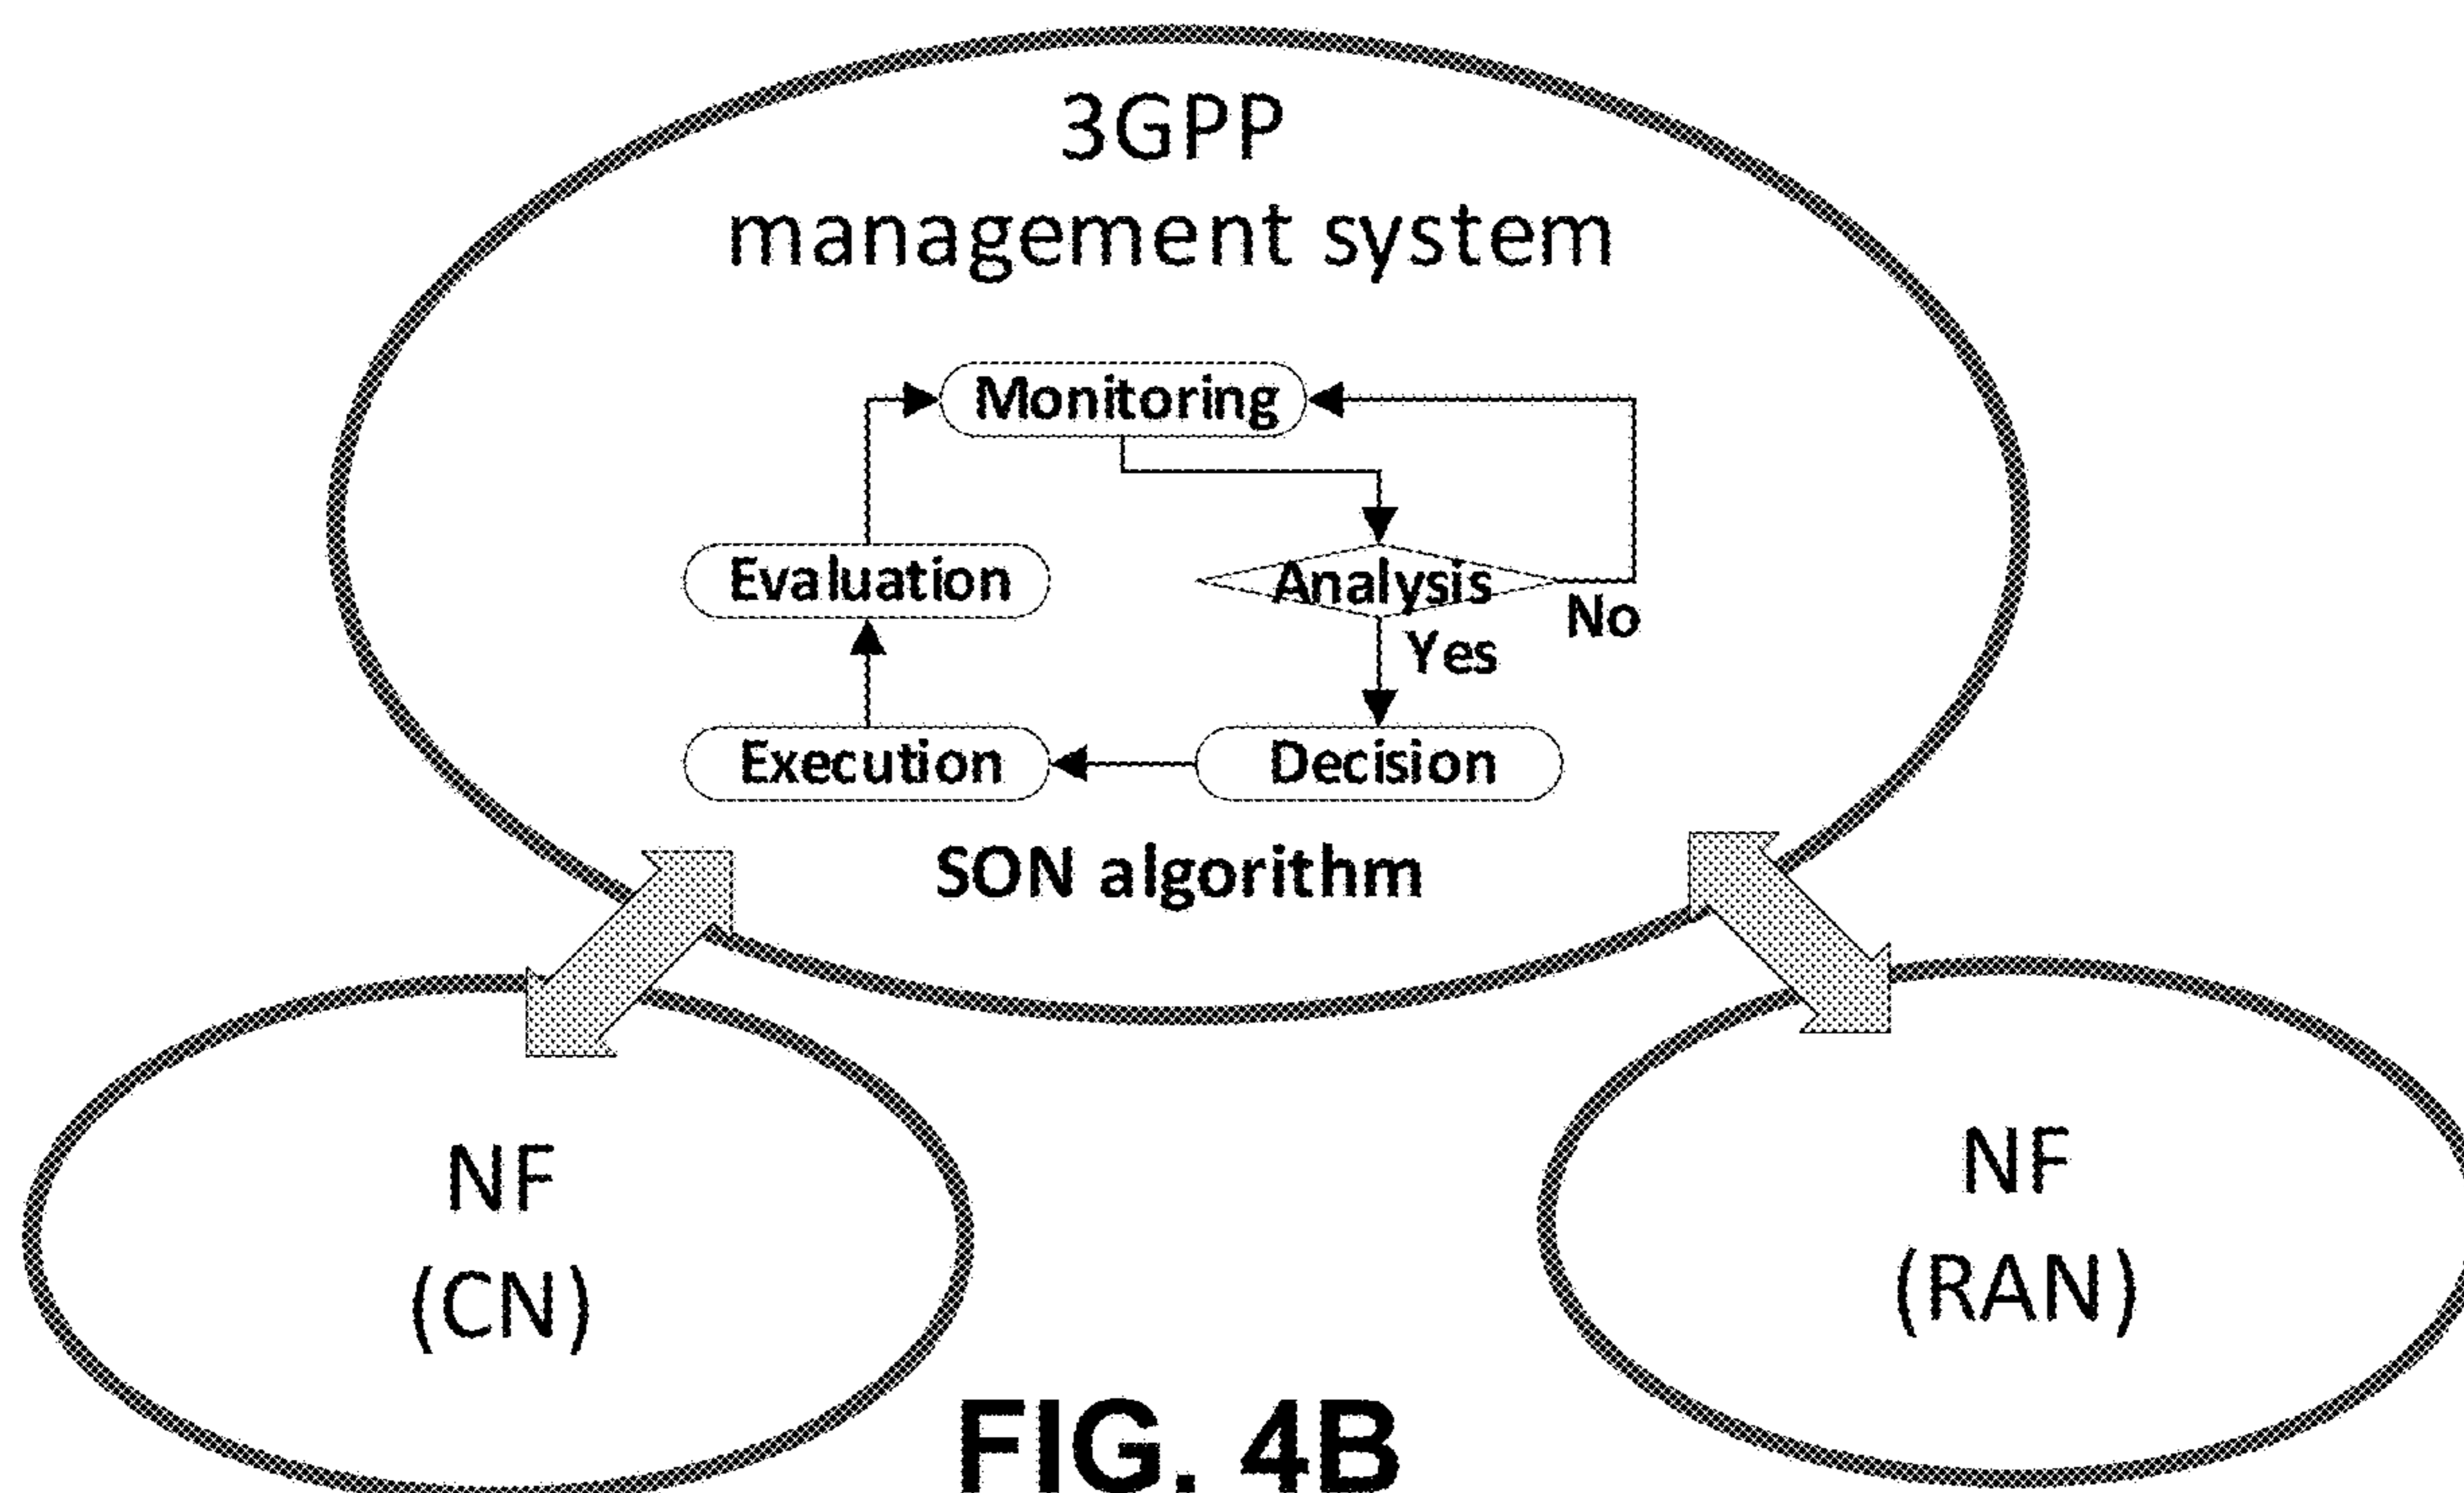 3GPP
management system
Monitoring
Evaluation
Analysis
No
Yes
Execution
Decision
SON algorithm
NF
(CN)
NF
(RAN)
FIG. 4B